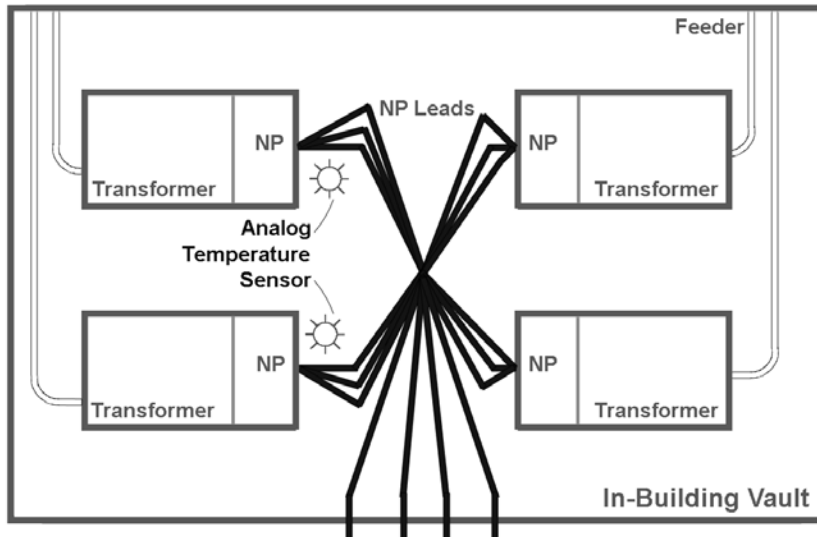 Feeder
NP Leads
NP
Transformer
NP
Transformer
Analog
Temperature
Sensor
NP
Transformer
NP
Transformer
In-Building Vault